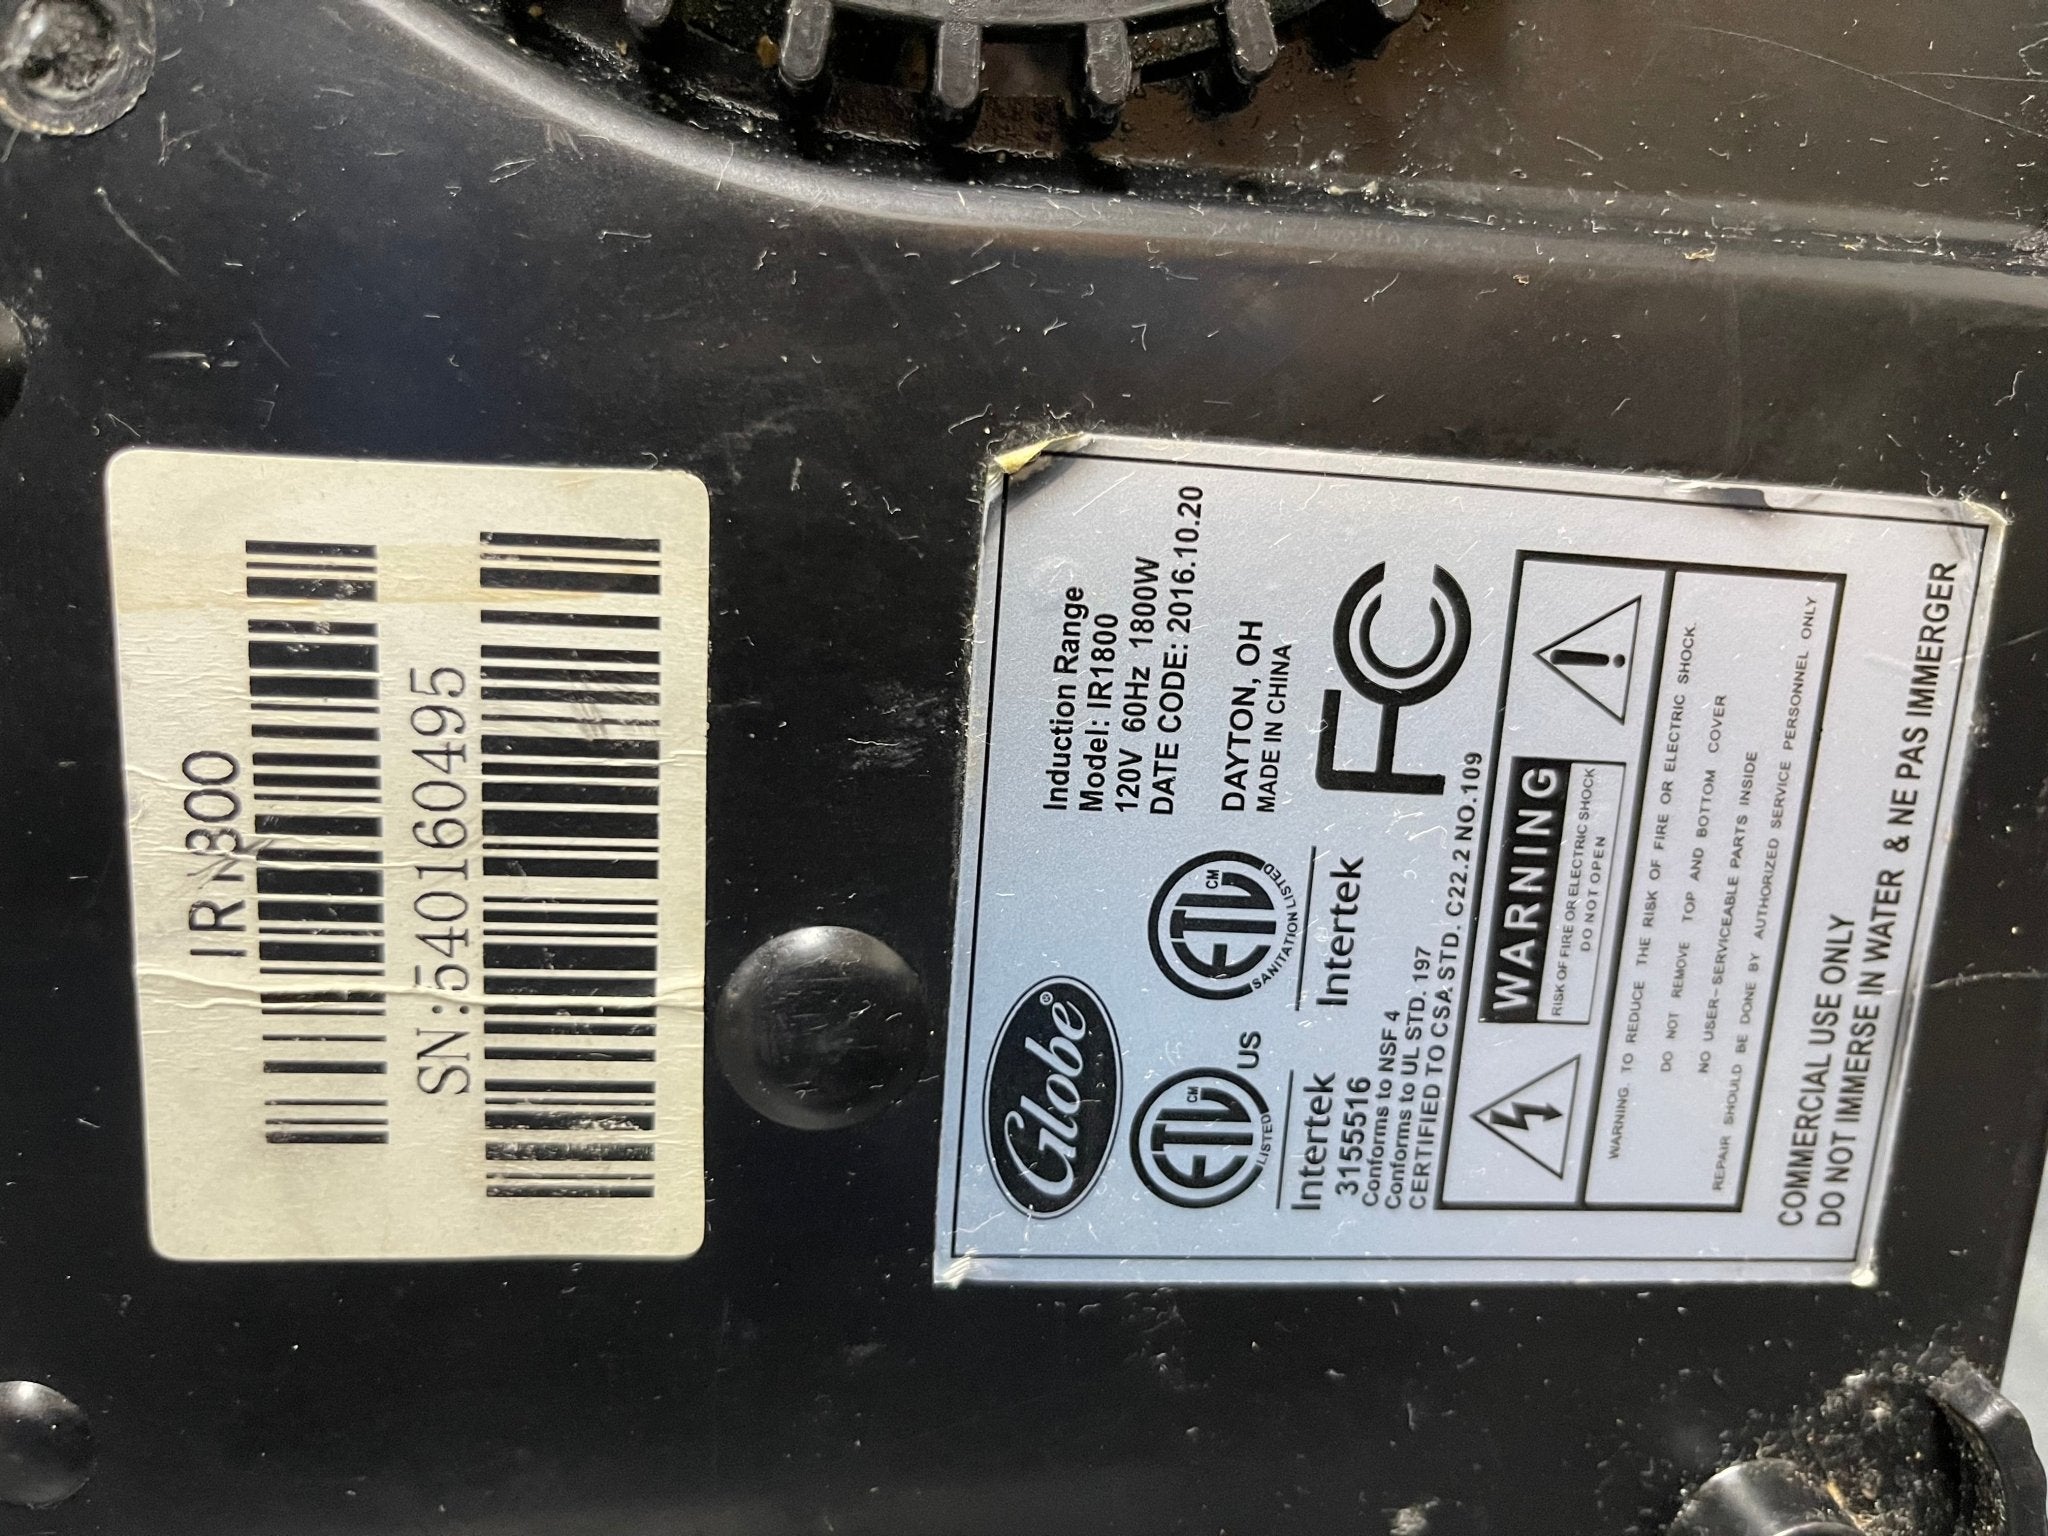 IR1800
SN:540160495
Globe®
Induction Range
Model: IR1800
120V 60Hz 1800W
DATE CODE: 2016.10.20
DAYTON, OH
MADE IN CHINA
ETL CM
LISTED
US
Intertek
3155516
ETL CM
SANITATION LISTED
Intertek
Conforms to NSF 4
Conforms to UL STD. 197
CERTIFIED TO CSA STD. C22.2 NO.109
FC
WARNING
RISK OF FIRE OR ELECTRIC SHOCK
DO NOT OPEN
WARNING. TO REDUCE THE RISK OF FIRE OR ELECTRIC SHOCK.
DO NOT REMOVE TOP AND BOTTOM COVER
NO USER-SERVICEABLE PARTS INSIDE
REPAIR SHOULD BE DONE BY AUTHORIZED SERVICE PERSONNEL ONLY
COMMERCIAL USE ONLY
DO NOT IMMERSE IN WATER & NE PAS IMMERGER